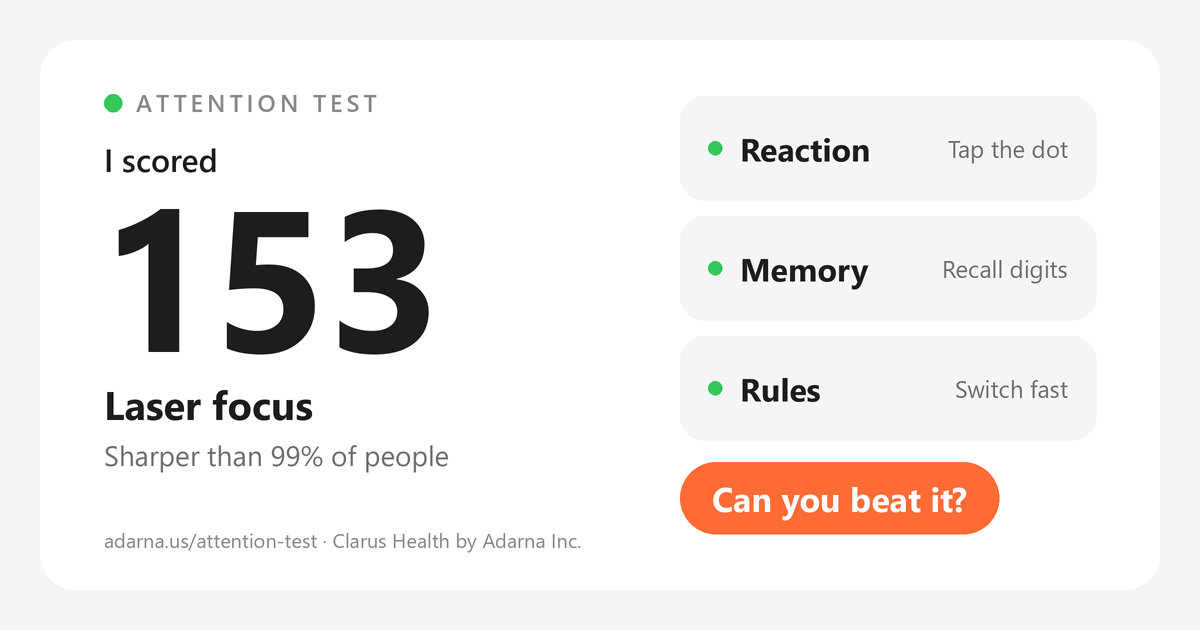 ATTENTION TEST
I scored
153
Laser focus
Sharper than 99% of people
adarna.us/attention-test · Clarus Health by Adarna Inc.
Reaction Tap the dot
Memory Recall digits
Rules Switch fast
Can you beat it?